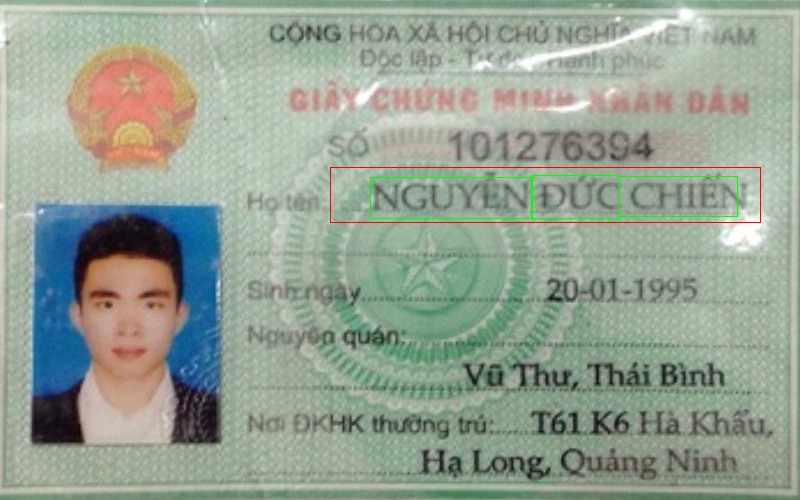 CỘNG HÒA XÃ HỘI CHỦ NGHĨA VIỆT NAM
Độc lập - Tự do - Hạnh phúc
GIẤY CHỨNG MINH NHÂN DÂN
SỐ 101276394
Họ tên: NGUYỄN ĐỨC CHIẾN
Sinh ngày 20-01-1995
Nguyên quán:
Vũ Thư, Thái Bình
Nơi ĐKHK thường trú: T61 K6 Hà Khẩu,
Hạ Long, Quảng Ninh